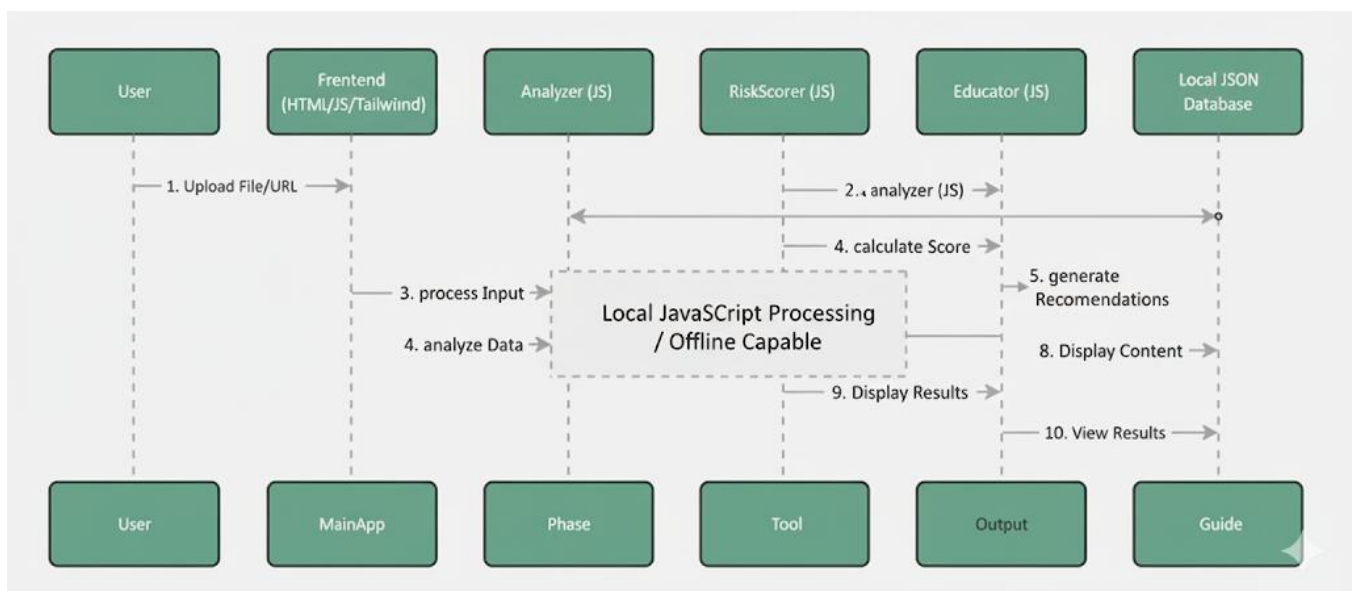 User
Frentend
(HTML/JS/Tailwiind)
Analyzer (JS)
RiskScorer (JS)
Educator (JS)
Local JSON
Database
1. Upload File/URL
2. analyzer (JS)
4. calculate Score
3. process Input
5. generate
Recomendations
Local JavaSCript Processing
/ Offline Capable
4. analyze Data
8. Display Content
9. Display Results
10. View Results
User
MainApp
Phase
Tool
Output
Guide